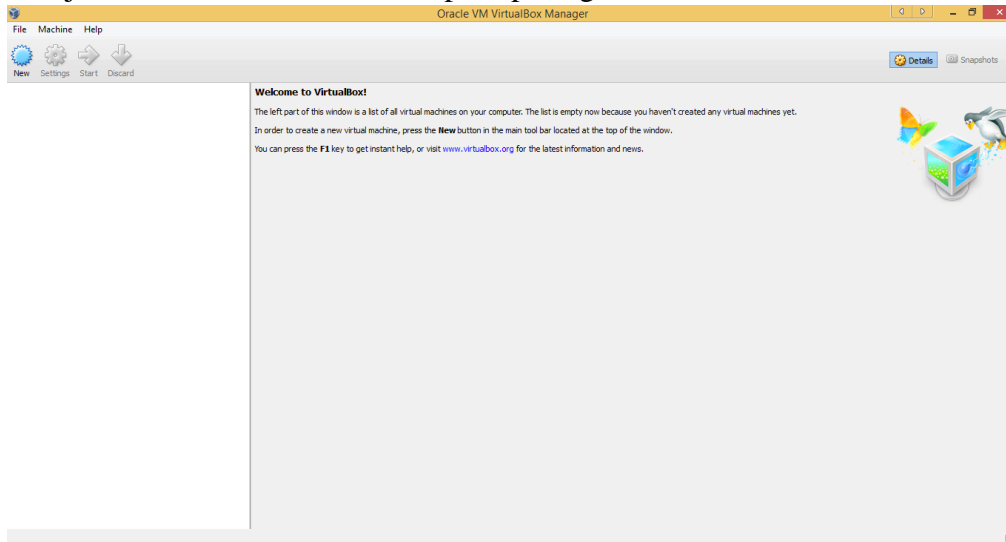 Oracle VM VirtualBox Manager
File Machine Help
New Settings Start Discard
Details Snapshots
Welcome to VirtualBox!
The left part of this window is a list of all virtual machines on your computer. The list is empty now because you haven't created any virtual machines yet.
In order to create a new virtual machine, press the New button in the main tool bar located at the top of the window.
You can press the F1 key to get instant help, or visit www.virtualbox.org for the latest information and news.